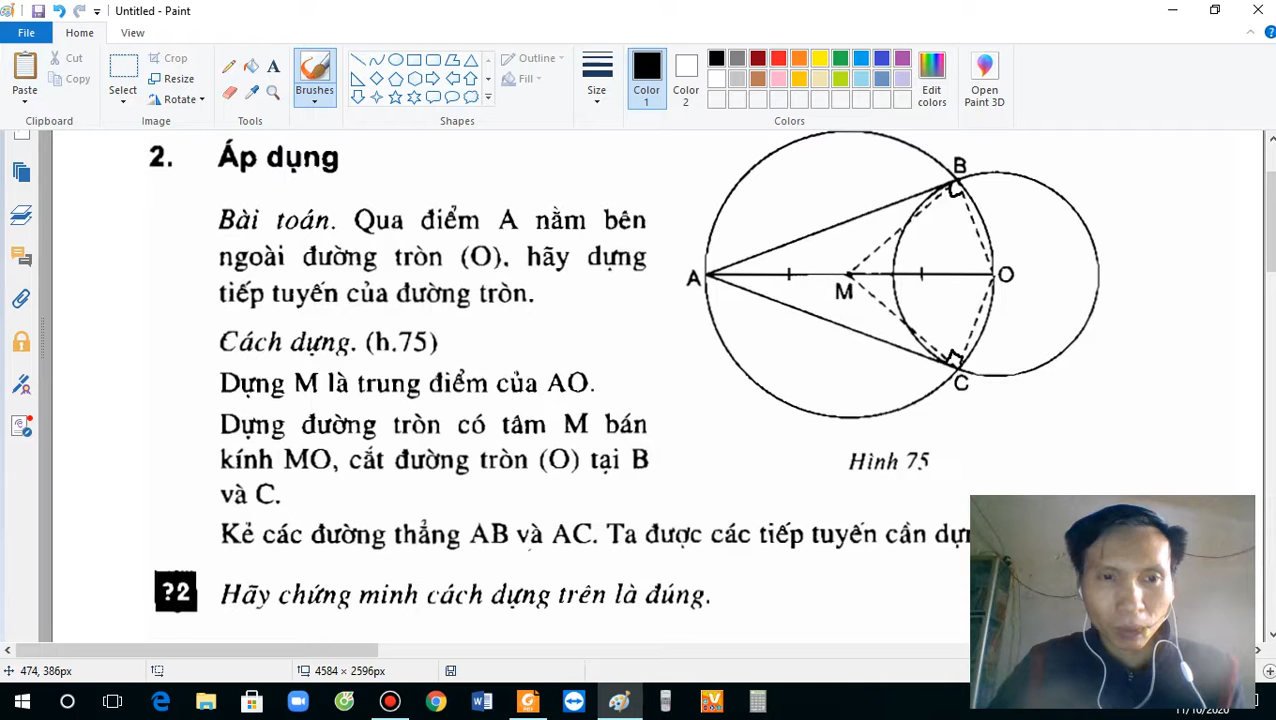 Untitled - Paint
File Home View
Paste
Cut
Copy
Clipboard
Select
Crop
Resize
Rotate
Image
A
Tools
Brushes
Shapes
Outline
Fill
Size
Color 1
Color 2
Edit colors
Open Paint 3D
Colors
2. Áp dụng
Bài toán. Qua điểm A nằm bên
ngoài đường tròn (O), hãy dựng
tiếp tuyến của đường tròn.
Cách dựng. (h.75)
Dựng M là trung điểm của AO.
Dựng đường tròn có tâm M bán
kính MO, cắt đường tròn (O) tại B
và C.
Kẻ các đường thẳng AB và AC. Ta được các tiếp tuyến cần
?2 Hãy chứng minh cách dựng trên là đúng.
B
A
M
O
C
Hình 75
474, 386px
4584 × 2596px
11/10/2020